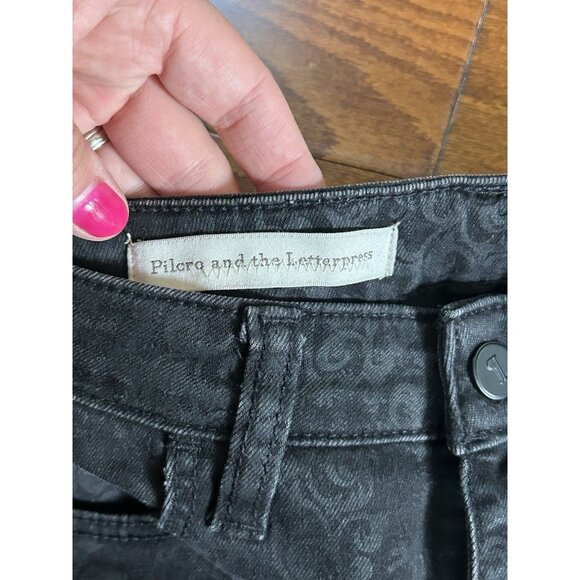 Pilcro and the Letterpress